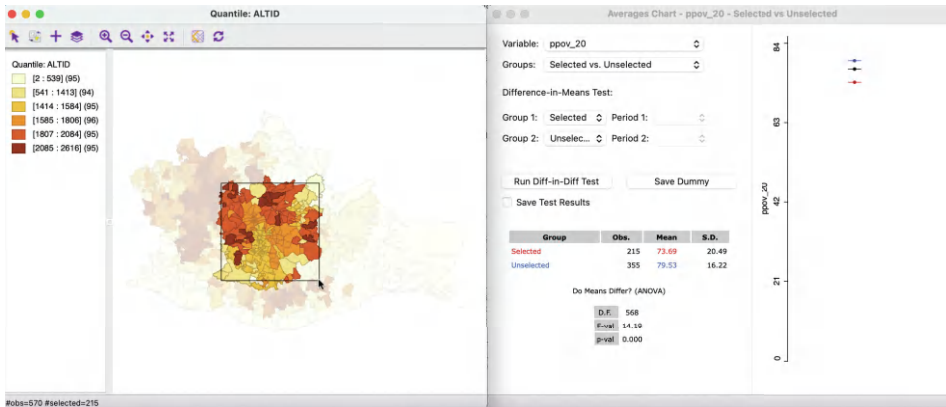 Quantile: ALTID
Quantile: ALTID
[2 : 539] (95)
[541 : 1413] (94)
[1414 : 1584] (95)
[1585 : 1806] (96)
[1807 : 2084] (95)
[2085 : 2616] (95)
#obs=570 #selected=215
Averages Chart - ppov_20 - Selected vs Unselected
Variable: ppov_20
Groups: Selected vs. Unselected
Difference-in-Means Test:
Group 1: Selected Period 1:
Group 2: Unselec... Period 2:
Run Diff-in-Diff Test Save Dummy
Save Test Results
Group Obs. Mean S.D.
Selected 215 73.69 20.49
Unselected 355 79.53 16.22
Do Means Differ? (ANOVA)
D.F. 568
F-val 14.19
p-val 0.000
ppov_20
84
63
42
21
0